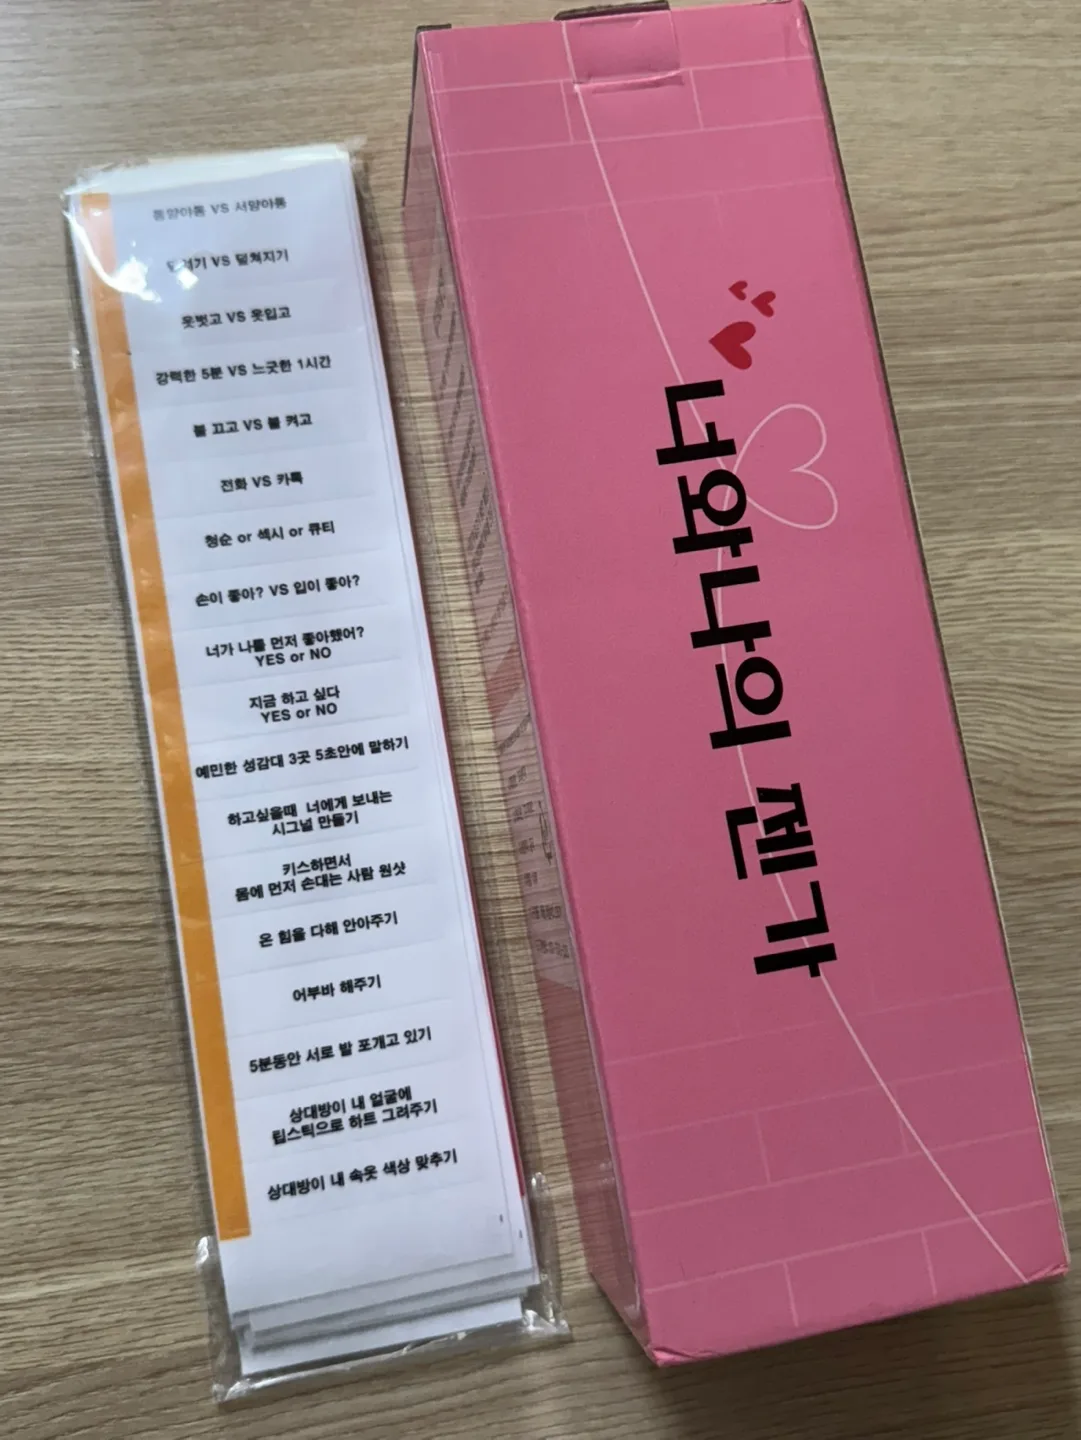 동양야동 VS 서양야동
VS 덮쳐지기
옷벗고 VS 옷입고
강력한 5분 VS 느긋한 1시간
불 끄고 VS 불 켜고
전화 VS 카톡
청순 or 섹시 or 큐티
손이 좋아? VS 입이 좋아?
너가 나를 먼저 좋아했어?
YES or NO
지금 하고 싶다
YES or NO
예민한 성감대 3곳 5초안에 말하기
하고싶을때 너에게 보내는
시그널 만들기
키스하면서
몸에 먼저 손대는 사람 원샷
온 힘을 다해 안아주기
어부바 해주기
5분동안 서로 발 포개고 있기
상대방이 내 얼굴에
립스틱으로 하트 그려주기
상대방이 내 속옷 색상 맞추기
너와나의 젠가